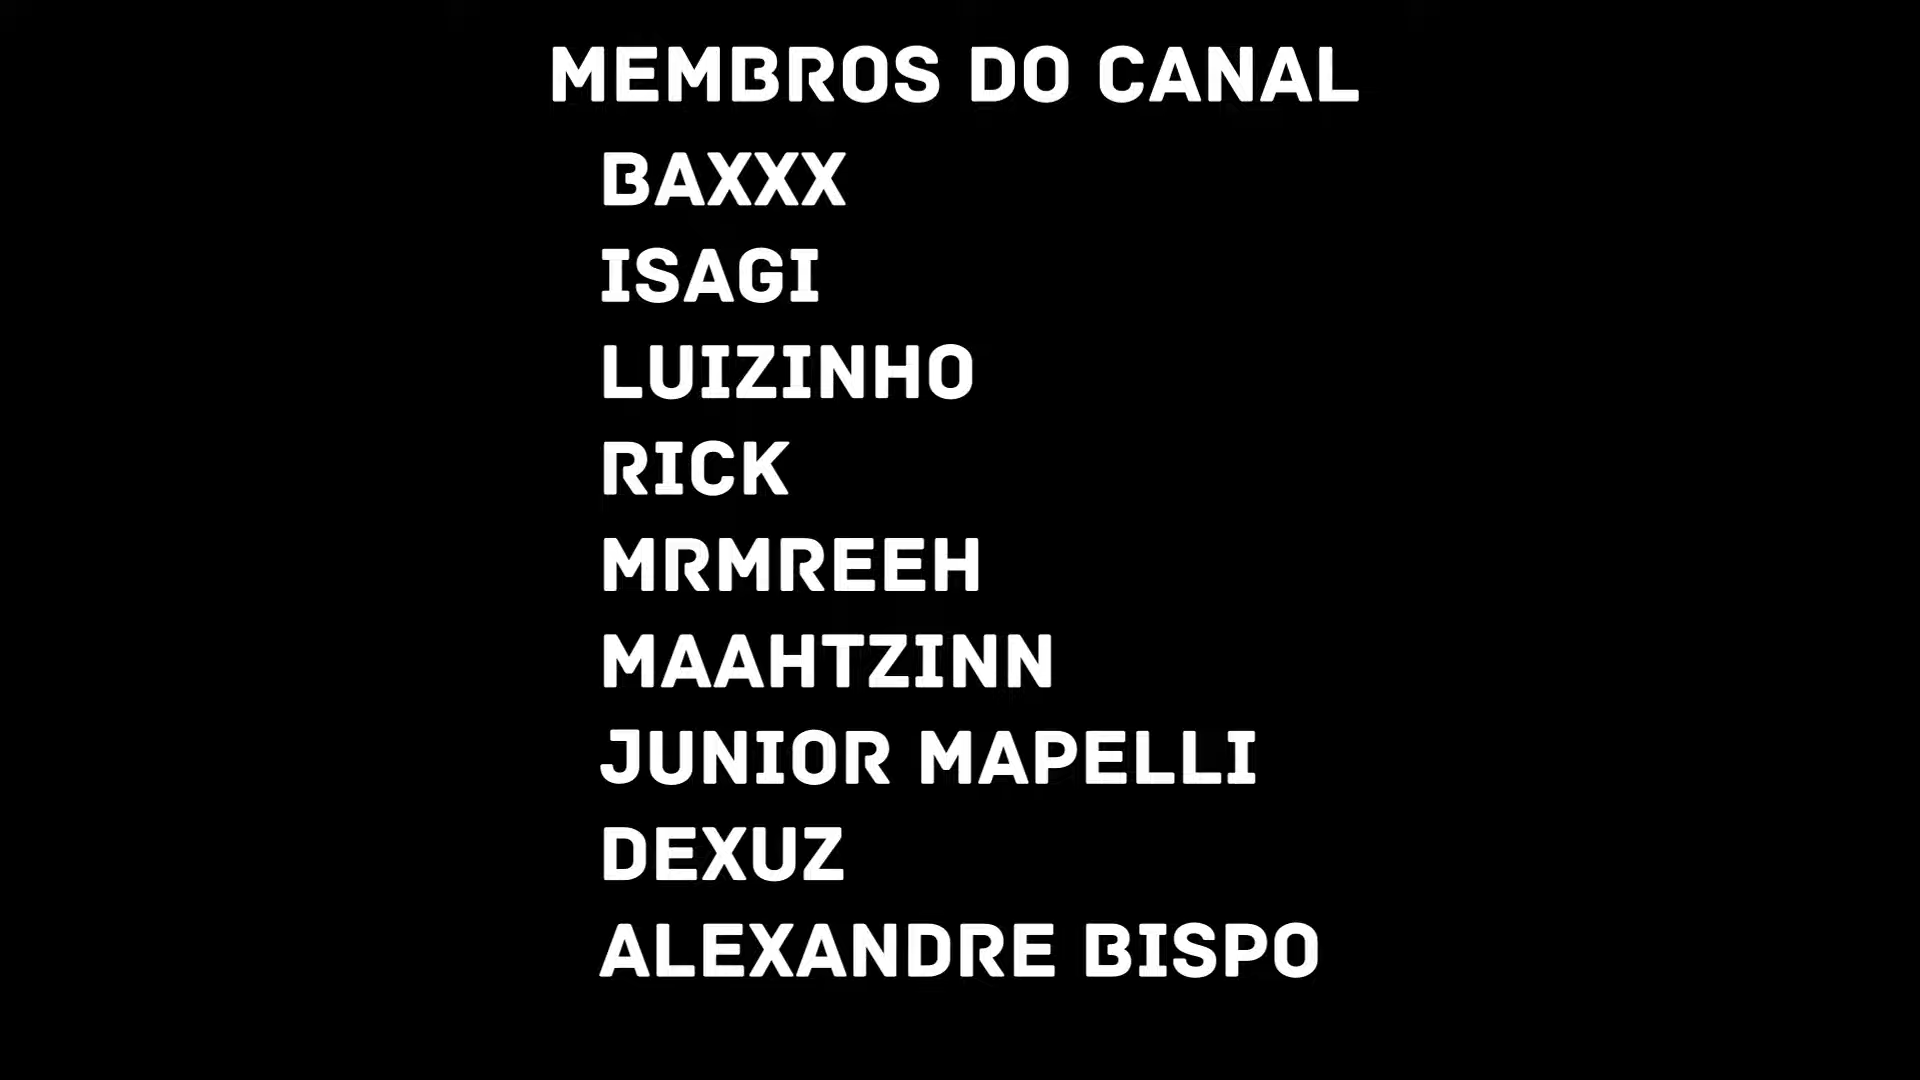 MEMBROS DO CANAL
BAXXX
ISAGI
LUIZINHO
RICK
MRMREEH
MAAHTZINN
JUNIOR MAPELLI
DEXUZ
ALEXANDRE BISPO